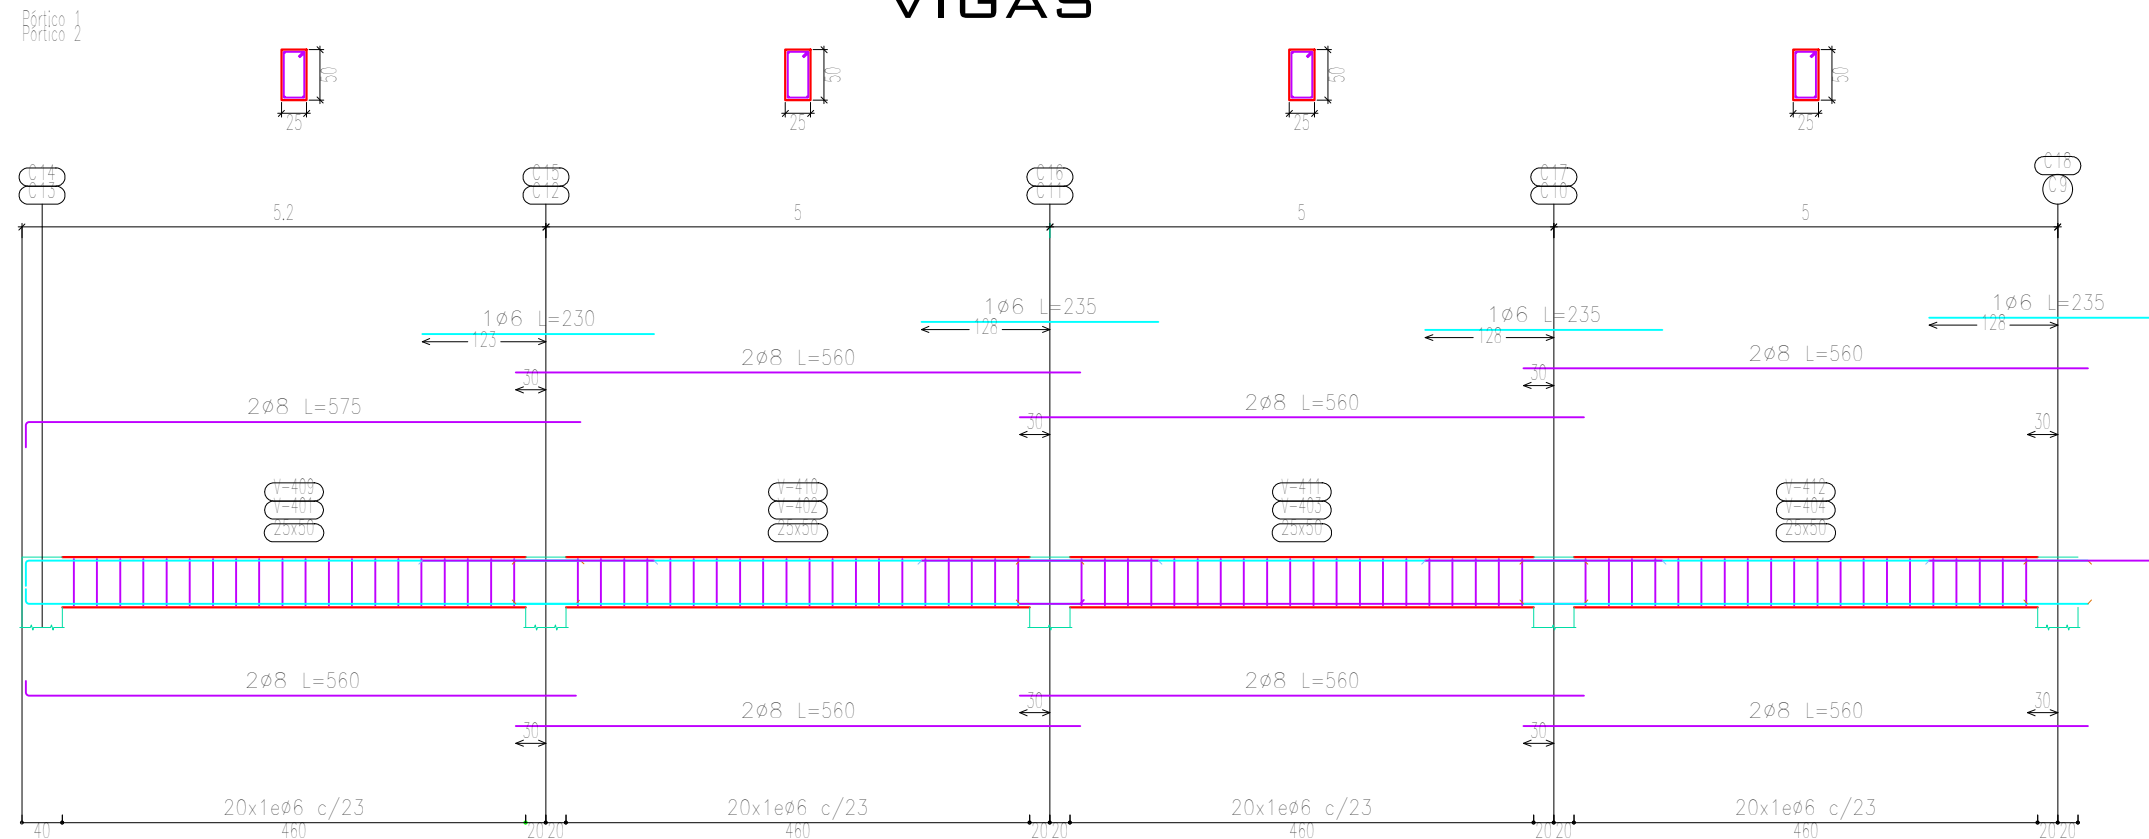 VIGAS
Pórtico 1
Pórtico 2
50 50 50 50
25 25 25 25
C14 C15 C16 C17 C18
C13 C12 C11 C10 C9
5.2 5 5 5
1ø6 L=230 1ø6 L=235 1ø6 L=235 1ø6 L=235
123 128 128 128
2ø8 L=560 2ø8 L=560
30 30
2ø8 L=575 2ø8 L=560
30 30
V-409 V-410 V-411 V-412
V-401 V-402 V-403 V-404
25x50 25x50 25x50 25x50
2ø8 L=560 2ø8 L=560
30 30
2ø8 L=560 2ø8 L=560
30 30
20x1eø6 c/23 20x1eø6 c/23 20x1eø6 c/23 20x1eø6 c/23
40 460 20 20 460 20 20 460 20 20 460 20 20